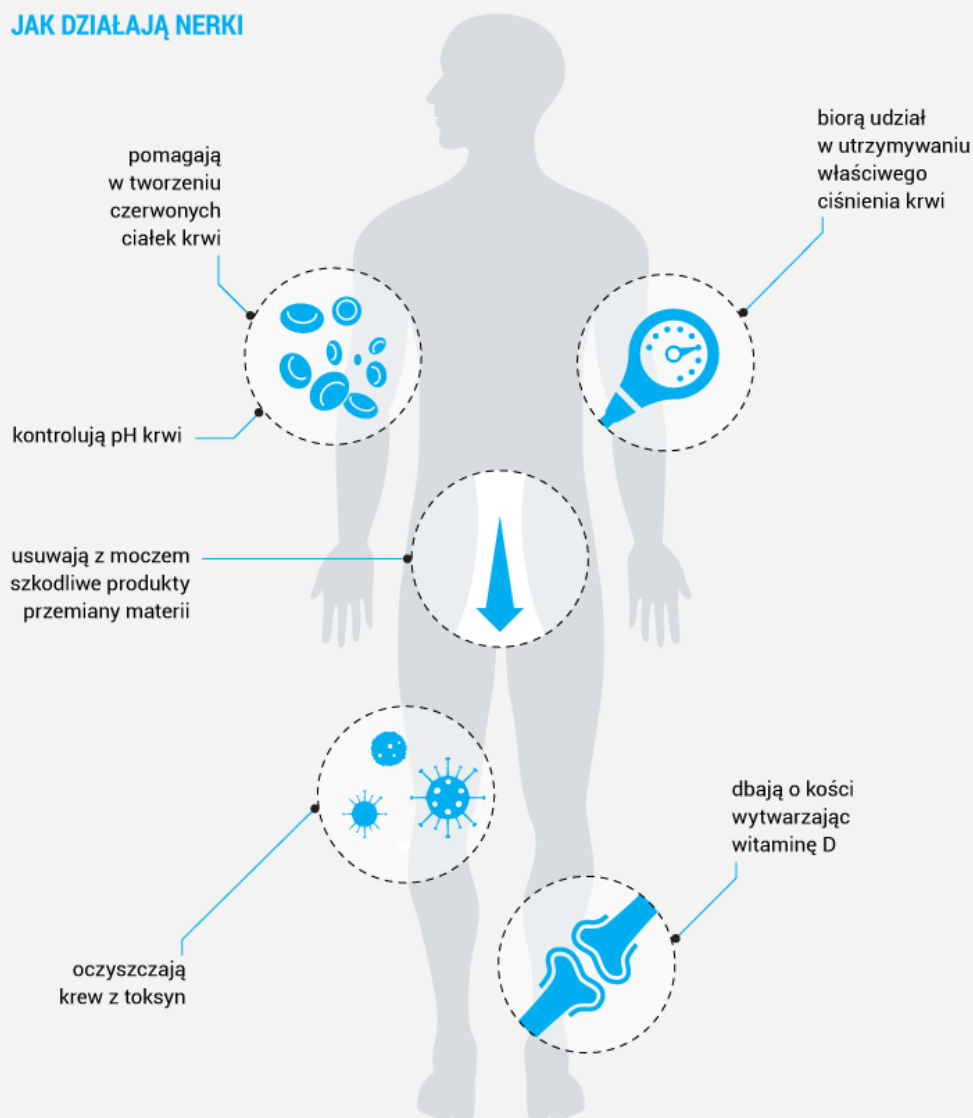 JAK DZIAŁAJĄ NERKI
pomagają
w tworzeniu
czerwonych
ciałek krwi
biorą udział
w utrzymywaniu
właściwego
ciśnienia krwi
kontrolują pH krwi
usuwają z moczem
szkodliwe produkty
przemiany materii
oczyszczają
krew z toksyn
dbają o kości
wytwarzając
witaminę D